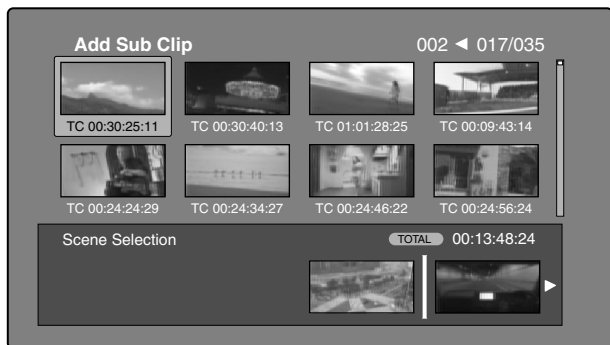 Add Sub Clip 002 ◄ 017/035
TC 00:30:25:11 TC 00:30:40:13 TC 01:01:28:25 TC 00:09:43:14
TC 00:24:24:29 TC 00:24:34:27 TC 00:24:46:22 TC 00:24:56:24
Scene Selection TOTAL 00:13:48:24